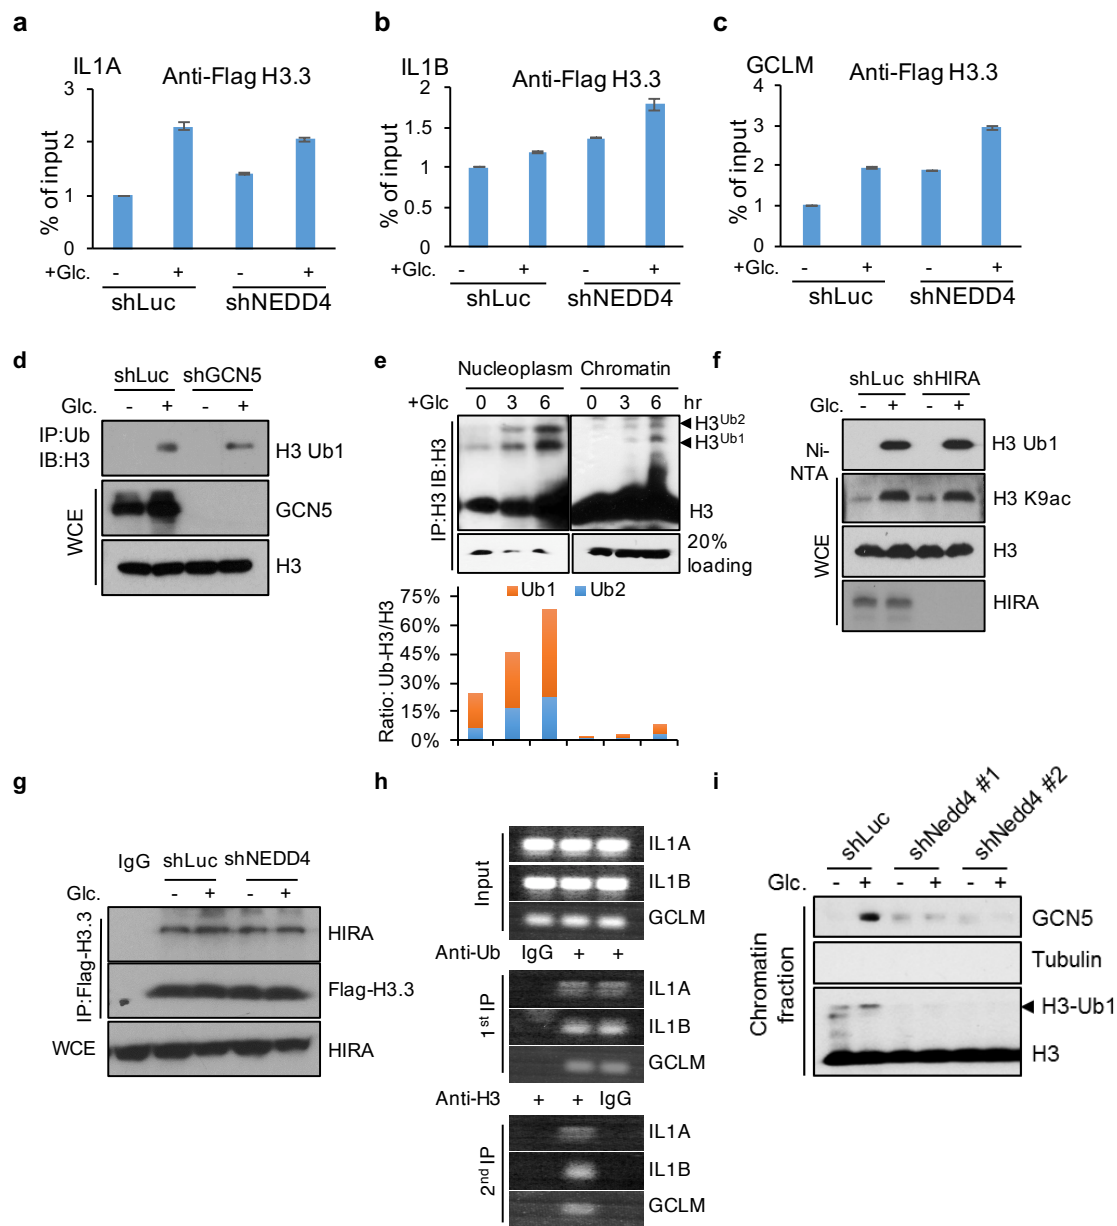 a
IL1A
Anti-Flag H3.3
% of input
3
2
1
0
+Glc. - + - +
shLuc shNEDD4
b
IL1B
Anti-Flag H3.3
% of input
2
1.5
1
0.5
0
+Glc. - + - +
shLuc shNEDD4
c
GCLM
Anti-Flag H3.3
% of input
4
3
2
1
0
- + - +
shLuc shNEDD4
d
shLuc shGCN5
Glc. - + - +
IP:Ub
IB:H3
H3 Ub1
WCE
GCN5
H3
e
Nucleoplasm Chromatin
+Glc 0 3 6 0 3 6 hr
IP:H3 IB:H3
H3Ub2
H3Ub1
H3
20%
loading
Ub1 Ub2
Ratio: Ub-H3/H3
75%
60%
45%
30%
15%
0%
f
shLuc shHIRA
Glc. - + - +
Ni-
NTA
H3 Ub1
WCE
H3 K9ac
H3
HIRA
g
IgG shLuc shNEDD4
Glc. - + - +
IP:Flag-H3.3
HIRA
Flag-H3.3
WCE
HIRA
h
Input
IL1A
IL1B
GCLM
Anti-Ub IgG + +
1st IP
IL1A
IL1B
GCLM
Anti-H3 + + IgG
2nd IP
IL1A
IL1B
GCLM
i
shLuc
shNedd4 #1
shNedd4 #2
Glc. - + - + - +
Chromatin
fraction
GCN5
Tubulin
H3-Ub1
H3